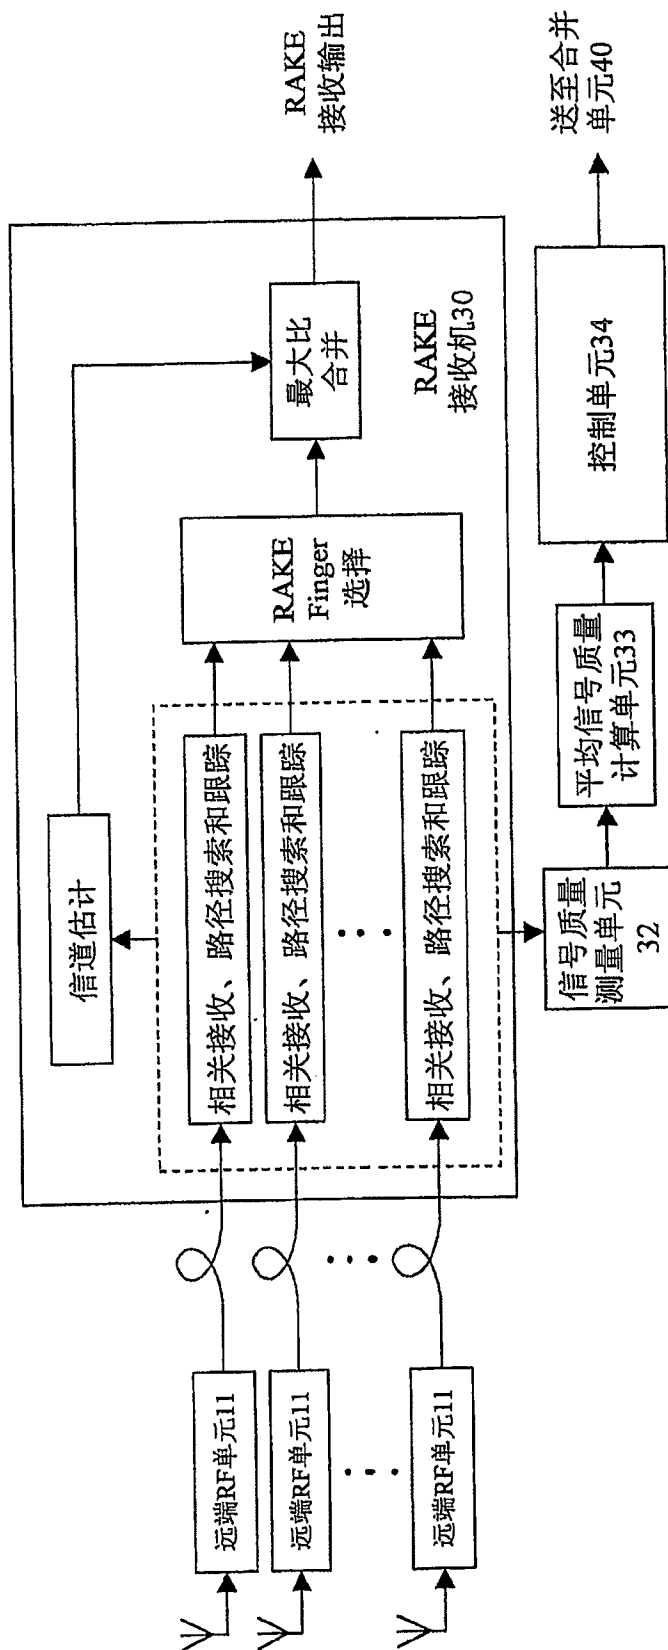 远端RF单元11
远端RF单元11
远端RF单元11
信道估计
相关接收、路径搜索和跟踪
相关接收、路径搜索和跟踪
相关接收、路径搜索和跟踪
RAKE
Finger
选择
最大比
合并
RAKE
接收机30
RAKE
接收输出
信号质量
测量单元
32
平均信号质量
计算单元33
控制单元34
送至合并
单元40